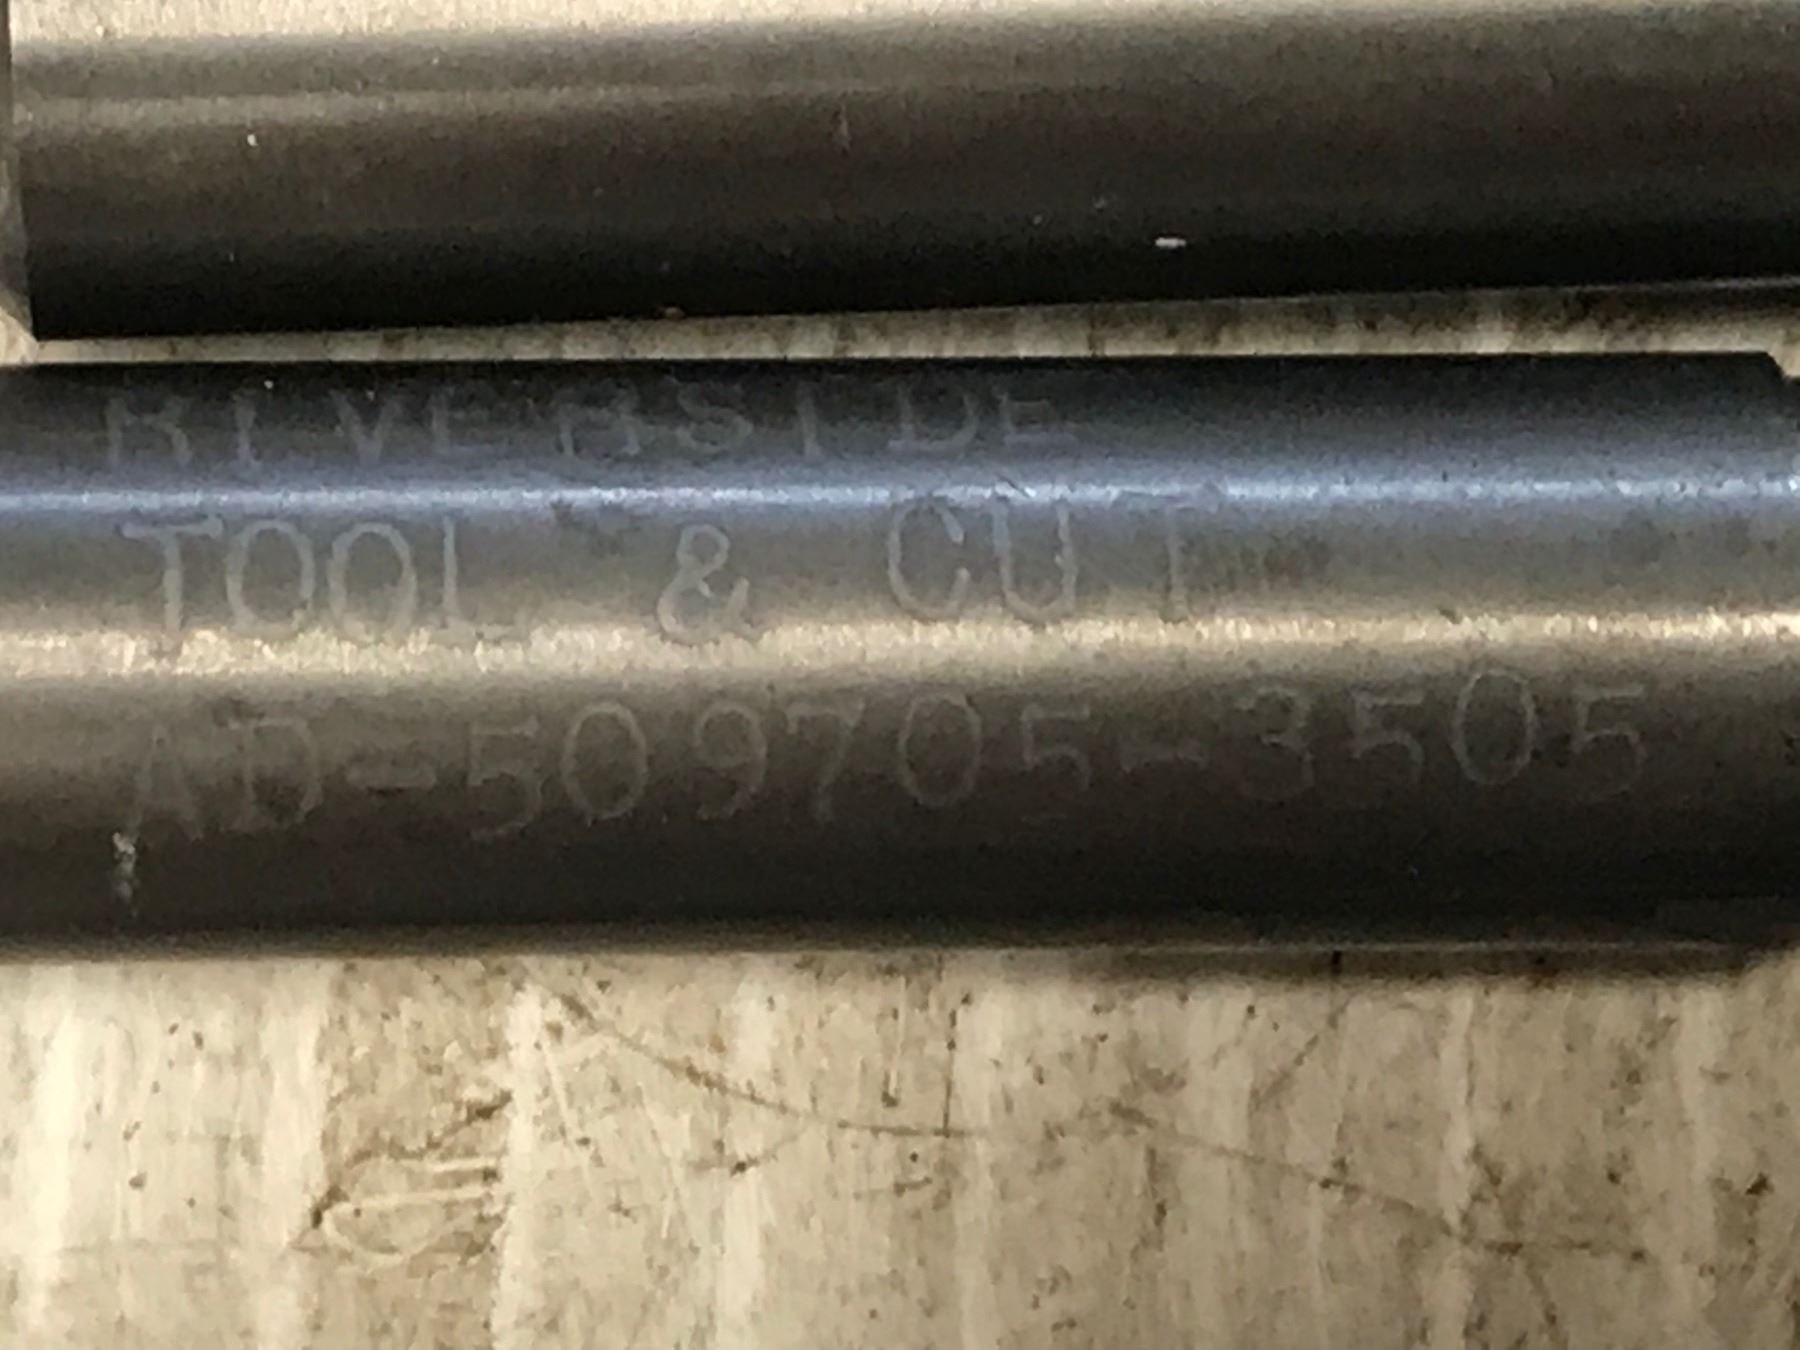 RIVERSIDE
TOOL & CUT
AD-509705-3505